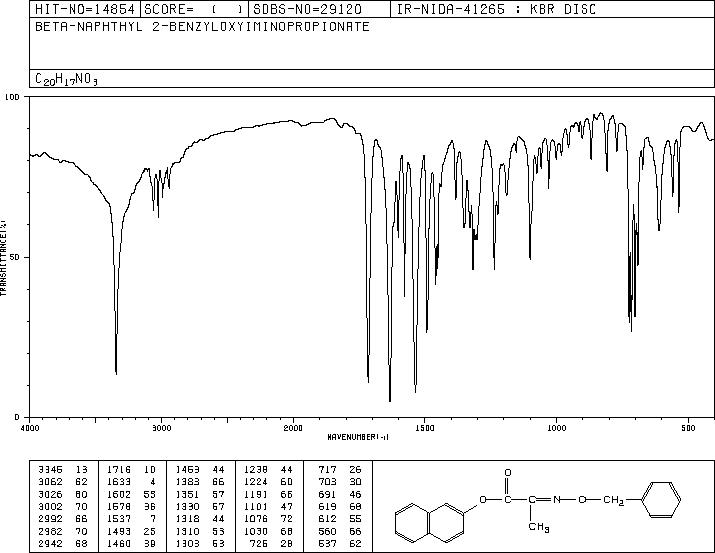 HIT-NO=14854 SCORE= ( ) SDBS-NO=29120 IR-NIDA-41265 : KBR DISC
BETA-NAPHTHYL 2-BENZYLOXYIMINOPROPIONATE
C20H17NO3
100
50
0
TRANSMITTANCE(%)
4000 3000 2000 1500 1000 500
WAVENUMBER(-1)
3346 13 1716 10 1453 44 1238 44 717 26
3062 62 1633 4 1383 66 1224 60 703 30
3026 60 1602 55 1351 57 1191 66 691 46
3002 70 1578 36 1330 57 1101 47 619 68
2992 66 1537 7 1318 44 1076 72 612 55
2982 70 1493 25 1310 53 1030 68 560 66
2942 68 1460 39 1303 53 726 28 537 62
O
O C C N O CH2
CH3